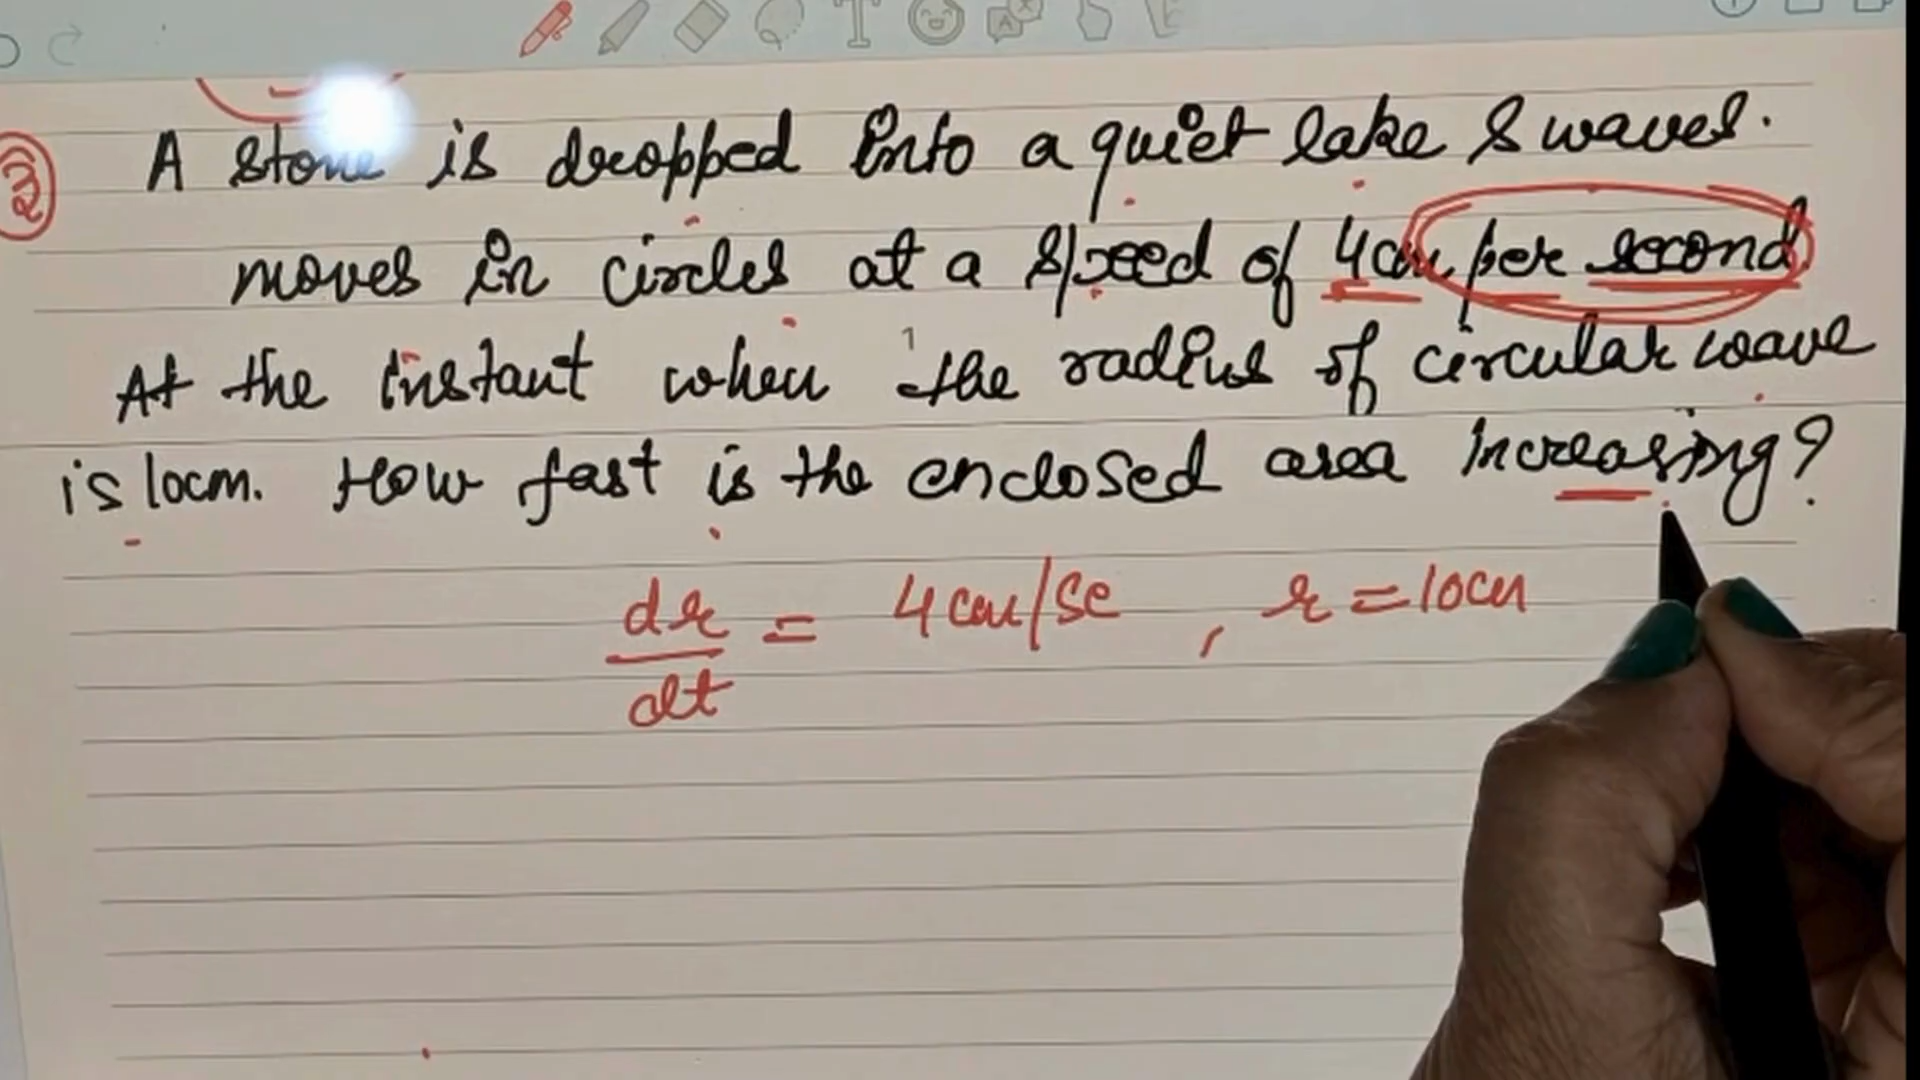 2
A stone is dropped into a quiet lake & waves.
moves in circles at a speed of 4cm per second
At the instant when the radius of circular wave
is 10cm. How fast is the enclosed area increasing?
dr/dt = 4cm/se , r = 10cm